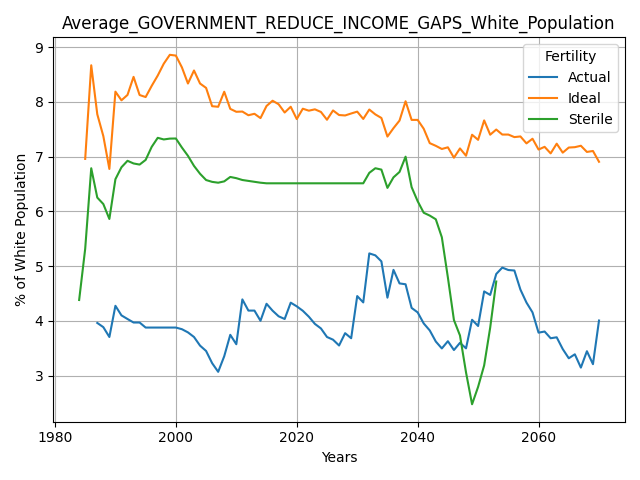 Average_GOVERNMENT_REDUCE_INCOME_GAPS_White_Population
Fertility
Actual
Ideal
Sterile
% of White Population
9
8
7
6
5
4
3
1980 2000 2020 2040 2060
Years